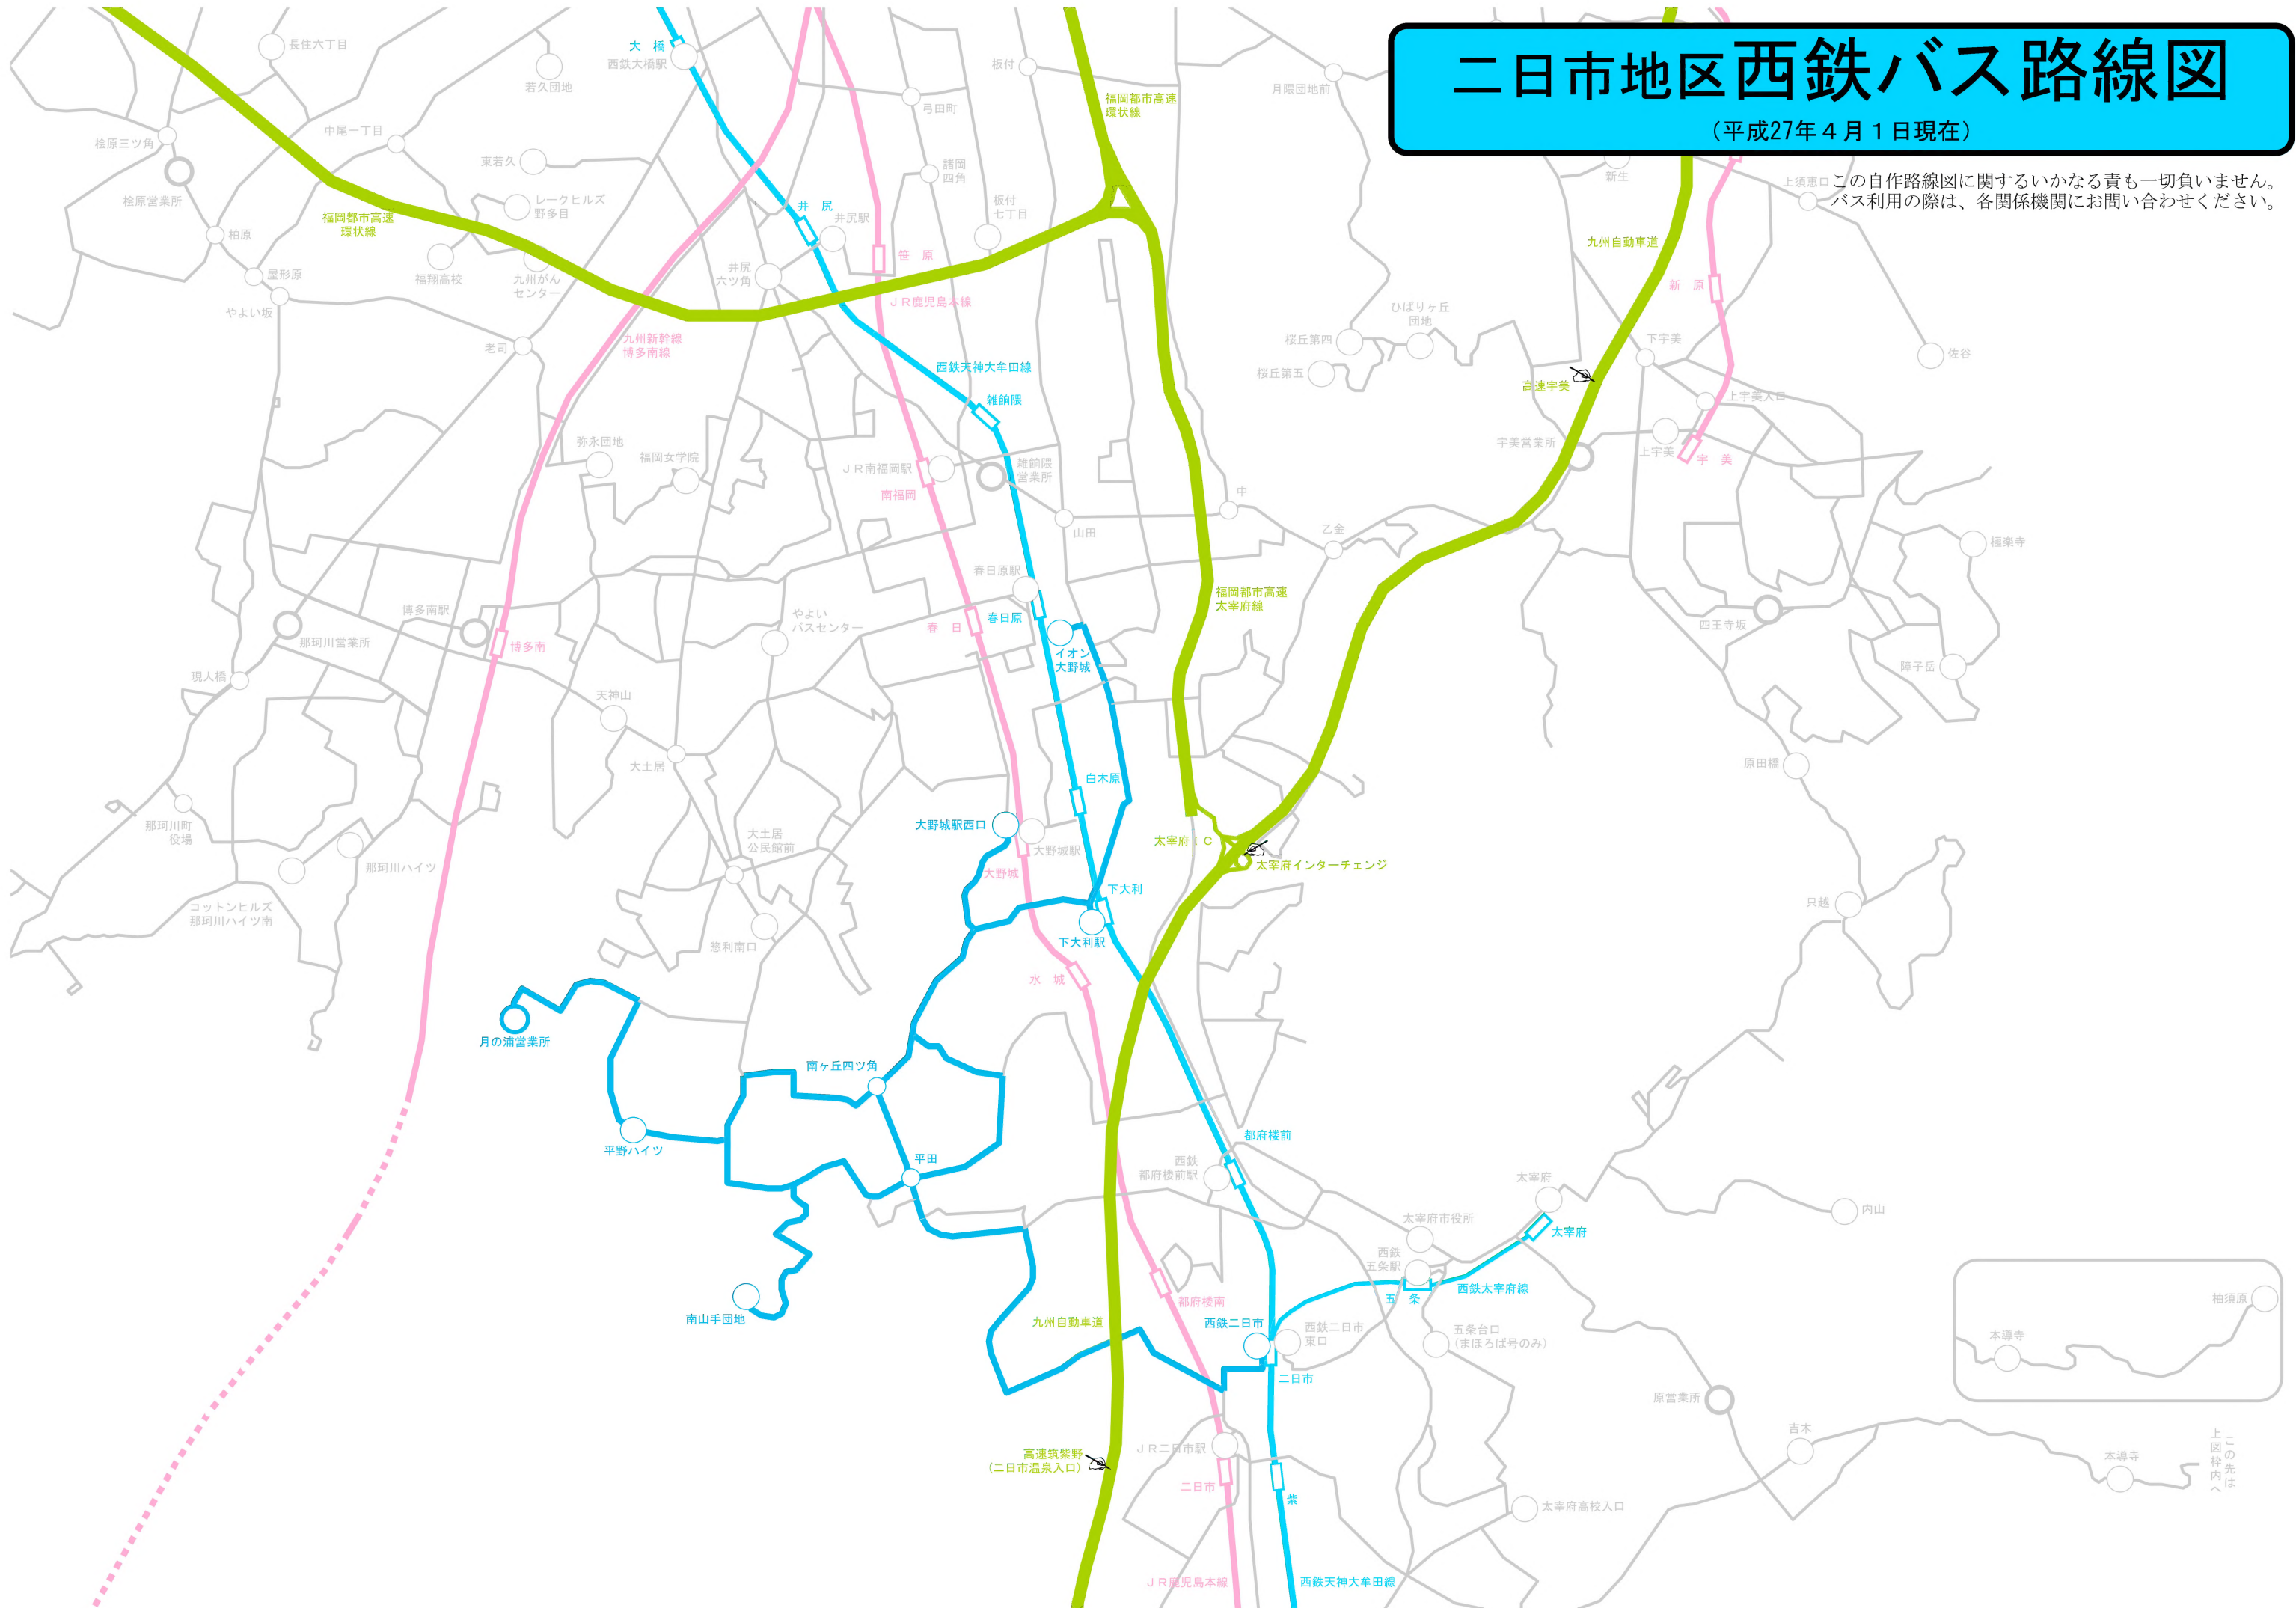 二日市地区西鉄バス路線図
（平成27年４月１日現在）
この自作路線図に関するいかなる責も一切負いません。
バス利用の際は、各関係機関にお問い合わせください。
長住六丁目
若久団地
大　橋
西鉄大橋駅
板付
福岡都市高速
環状線
月隈団地前
弓田町
桧原三ツ角
中尾一丁目
東若久
諸岡
四角
新生
上須恵口
桧原営業所
レークヒルズ
野多目
福岡都市高速
環状線
柏原
井　尻
井尻駅
板付
七丁目
笹　原
九州自動車道
屋形原
福翔高校
九州がん
センター
井尻
六ツ角
新　原
やよい坂
ＪＲ鹿児島本線
ひばりヶ丘
団地
老司
九州新幹線
博多南線
桜丘第四
下宇美
佐谷
西鉄天神大牟田線
桜丘第五
高速宇美
雑餉隈
上宇美入口
弥永団地
福岡女学院
ＪＲ南福岡駅
雑餉隈
営業所
宇美営業所
上宇美
宇　美
南福岡
中
山田
乙金
極楽寺
春日原駅
福岡都市高速
太宰府線
博多南駅
やよい
バスセンター
春日原
春　日
四王寺坂
那珂川営業所
博多南
イオン
大野城
現人橋
障子岳
天神山
大土居
原田橋
白木原
那珂川町
役場
大野城駅西口
大土居
公民館前
大野城駅
太宰府ＩＣ
太宰府インターチェンジ
那珂川ハイツ
大野城
下大利
コットンヒルズ
那珂川ハイツ南
只越
惣利南口
下大利駅
水　城
月の浦営業所
南ヶ丘四ツ角
平野ハイツ
平田
都府楼前
西鉄
都府楼前駅
太宰府
内山
太宰府市役所
太宰府
西鉄
五条駅
西鉄太宰府線
五　条
都府楼南
柚須原
南山手団地
九州自動車道
西鉄二日市
西鉄二日市
東口
五条台口
（まほろば号のみ）
本導寺
二日市
原営業所
吉木
高速筑紫野
（二日市温泉入口）
ＪＲ二日市駅
本導寺
この先は
上図枠内へ
二日市
紫
太宰府高校入口
ＪＲ鹿児島本線
西鉄天神大牟田線